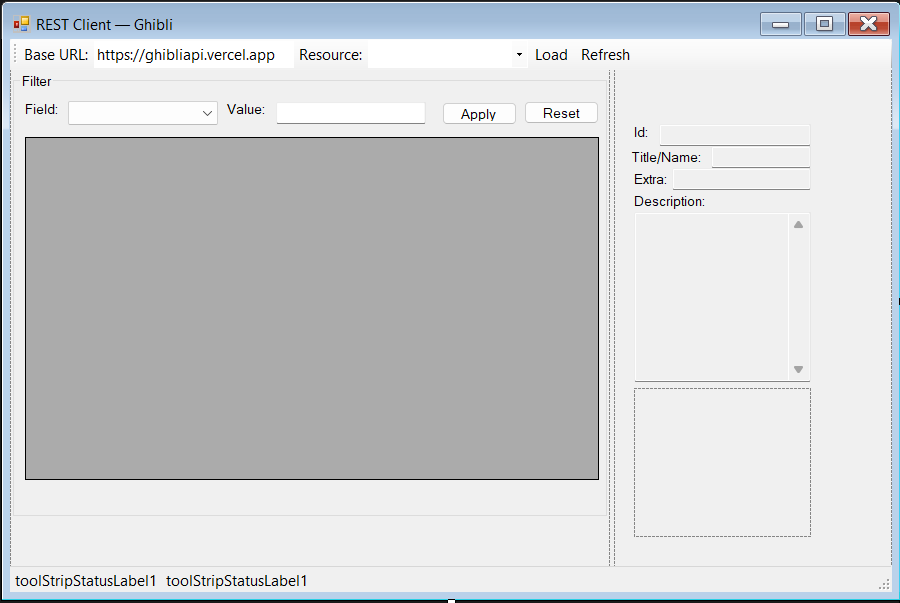 REST Client — Ghibli
Base URL: https://ghibliapi.vercel.app Resource: Load Refresh
Filter
Field: Value: Apply Reset
Id:
Title/Name:
Extra:
Description:
toolStripStatusLabel1 toolStripStatusLabel1